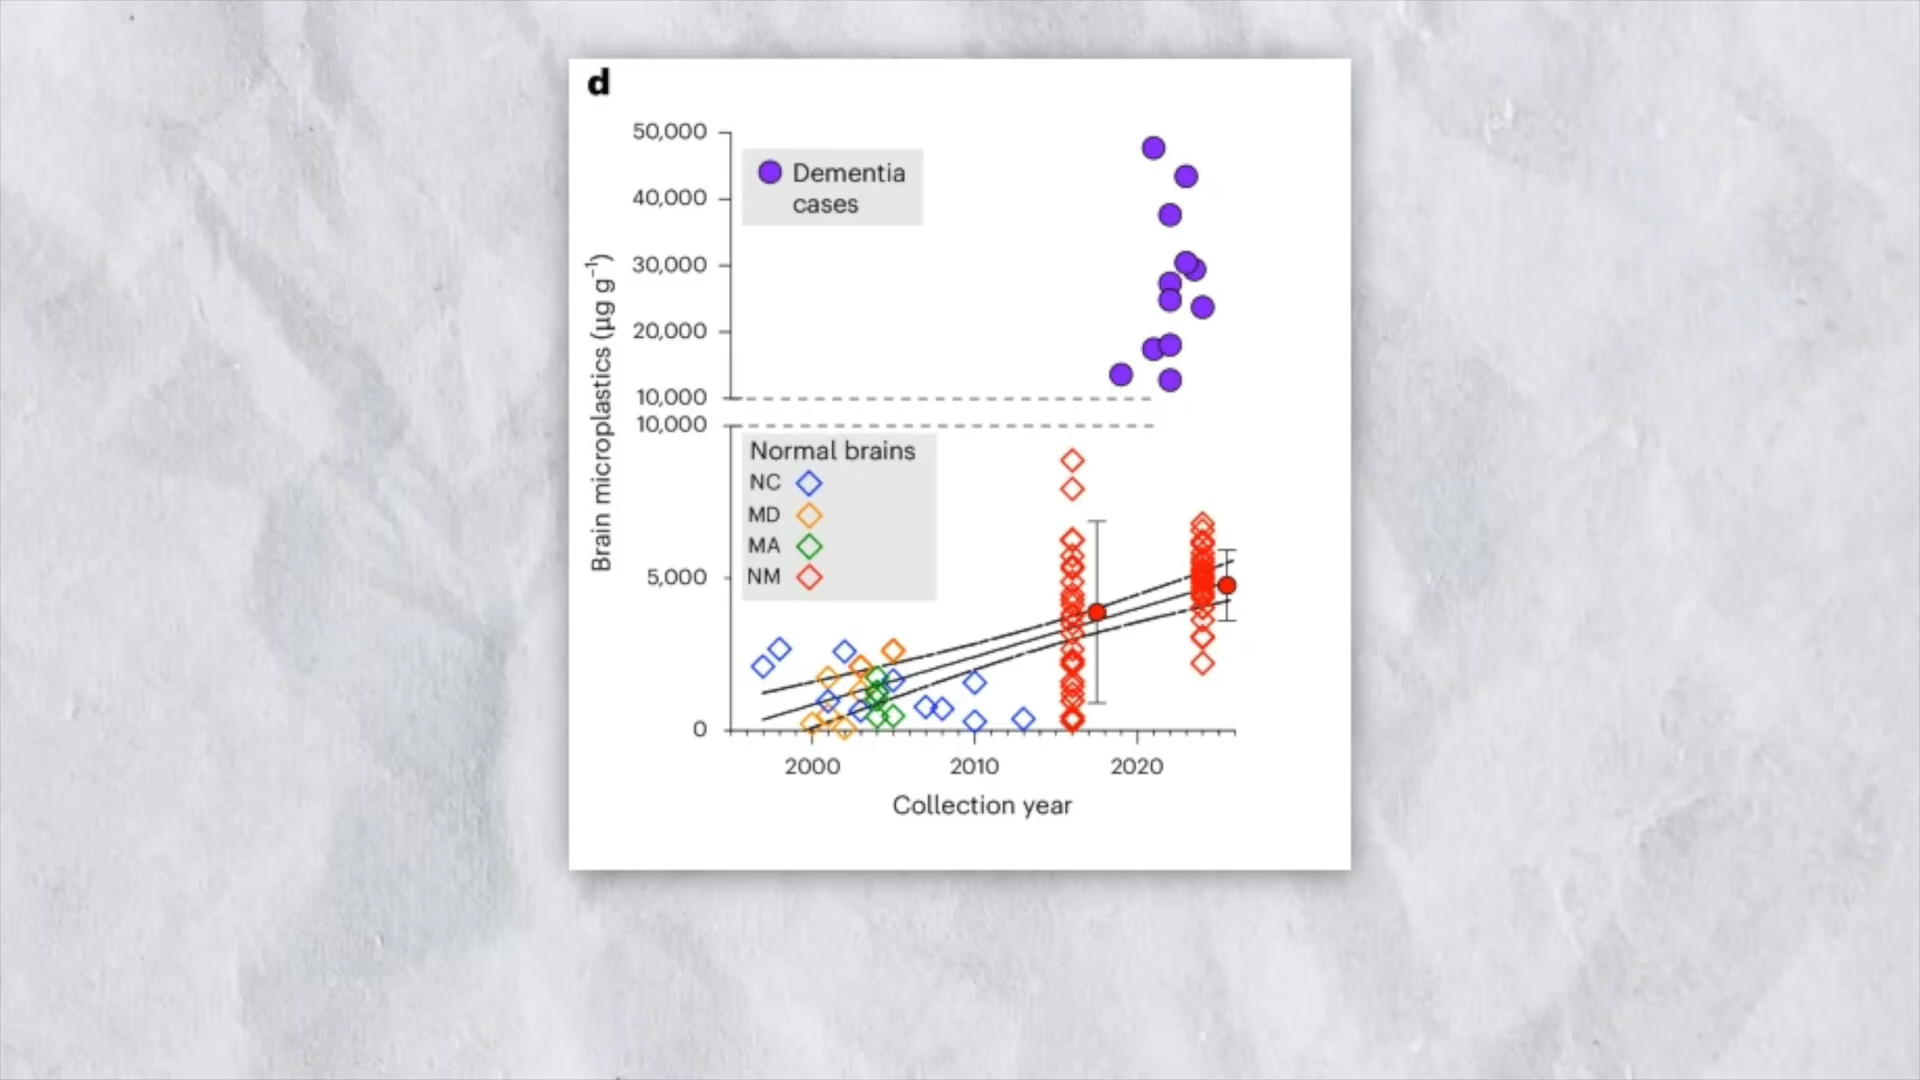 d
50,000
40,000
30,000
20,000
10,000
10,000
5,000
0
Brain microplastics (µg g⁻¹)
Dementia
cases
Normal brains
NC
MD
MA
NM
2000 2010 2020
Collection year